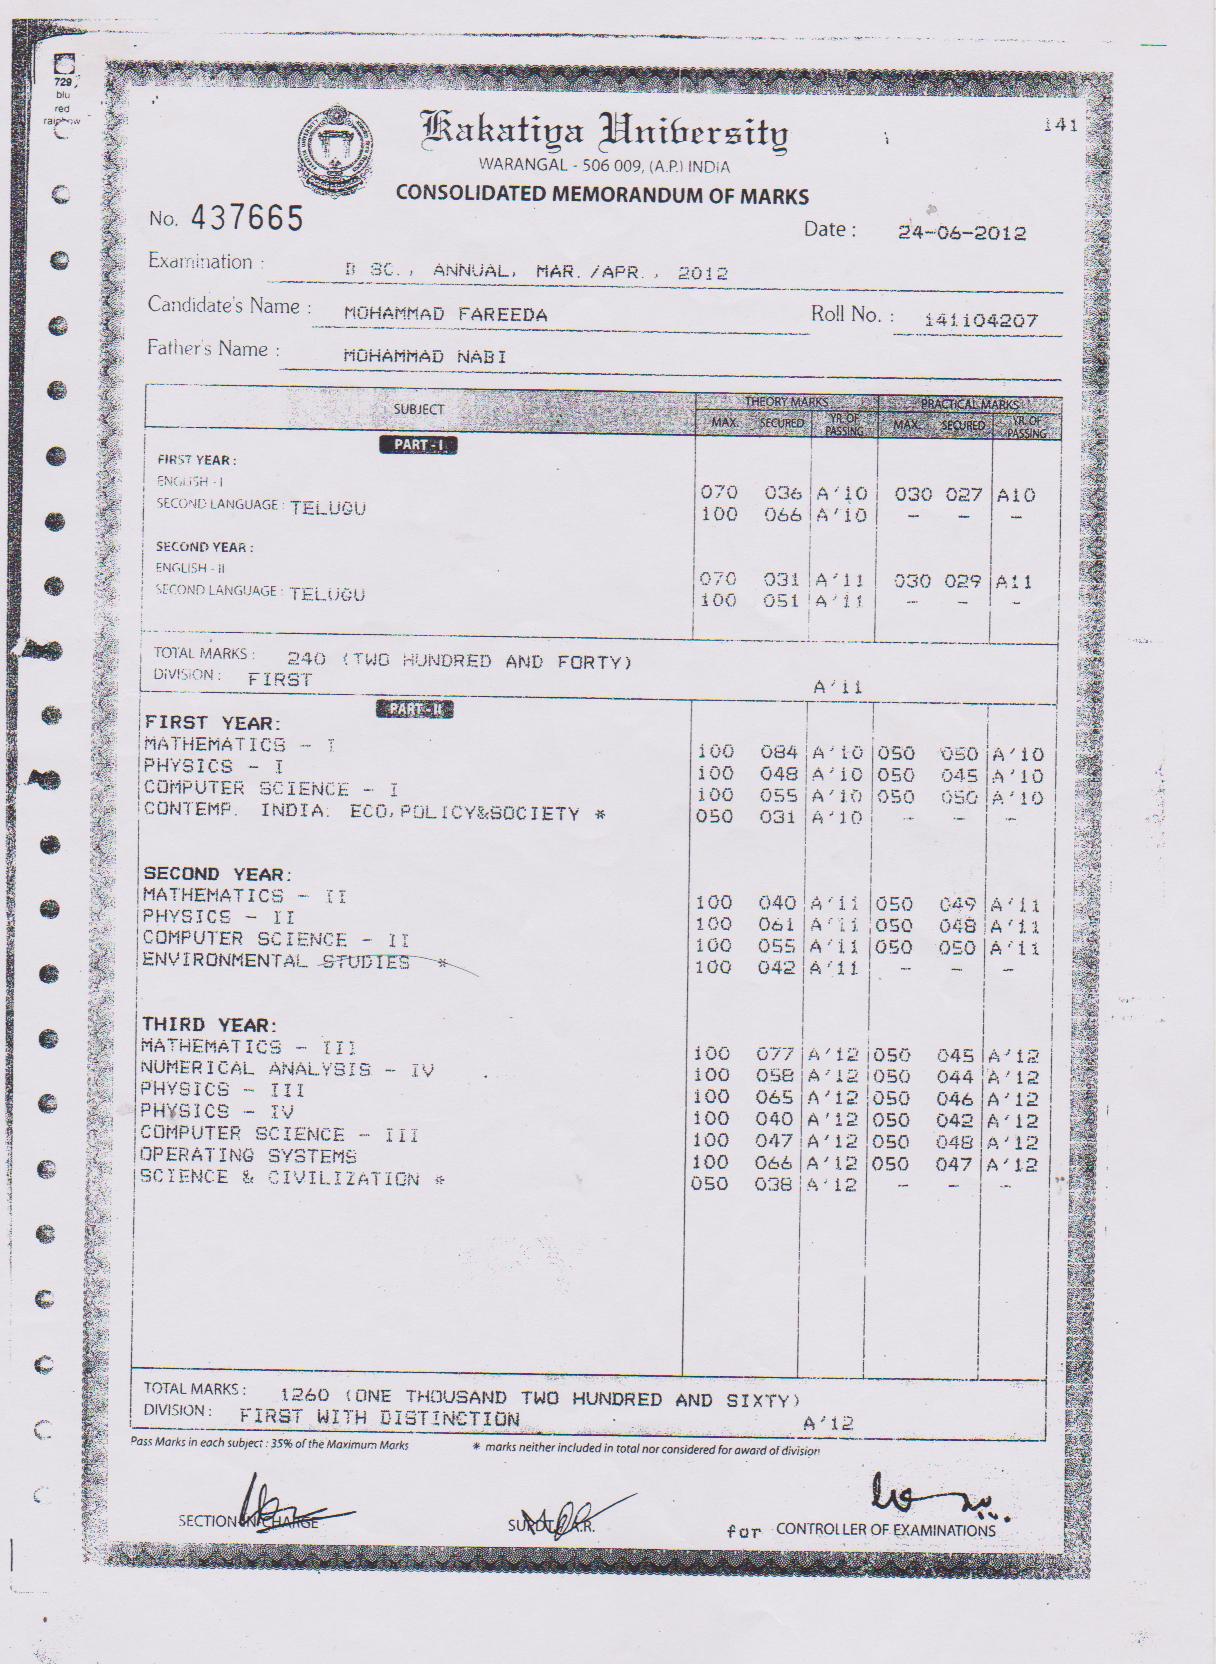 729
blu
red
rainbow
141
Kakatiya University
WARANGAL - 506 009, (A.P.) INDIA
CONSOLIDATED MEMORANDUM OF MARKS
No. 437665
Date : 24-06-2012
Examination : B SC., ANNUAL, MAR./APR., 2012
Candidate's Name : MOHAMMAD FAREEDA Roll No. : 141104207
Father's Name : MOHAMMAD NABI
SUBJECT THEORY MARKS PRACTICAL MARKS
MAX. SECURED YR.OF PASSING MAX. SECURED YR.OF PASSING
PART - I
FIRST YEAR :
ENGLISH - I 070 036 A'10 030 027 A10
SECOND LANGUAGE : TELUGU 100 066 A'10 - - -
SECOND YEAR :
ENGLISH - II 070 031 A'11 030 029 A11
SECOND LANGUAGE : TELUGU 100 051 A'11 - - -
TOTAL MARKS : 240 (TWO HUNDRED AND FORTY)
DIVISION : FIRST A'11
PART - II
FIRST YEAR:
MATHEMATICS - I 100 084 A'10 050 050 A'10
PHYSICS - I 100 048 A'10 050 045 A'10
COMPUTER SCIENCE - I 100 055 A'10 050 050 A'10
CONTEMP. INDIA: ECO,POLICY&SOCIETY * 050 031 A'10 - - -
SECOND YEAR:
MATHEMATICS - II 100 040 A'11 050 049 A'11
PHYSICS - II 100 061 A'11 050 048 A'11
COMPUTER SCIENCE - II 100 055 A'11 050 050 A'11
ENVIRONMENTAL STUDIES * 100 042 A'11 - - -
THIRD YEAR:
MATHEMATICS - III 100 077 A'12 050 045 A'12
NUMERICAL ANALYSIS - IV 100 058 A'12 050 044 A'12
PHYSICS - III 100 065 A'12 050 046 A'12
PHYSICS - IV 100 040 A'12 050 042 A'12
COMPUTER SCIENCE - III 100 047 A'12 050 048 A'12
OPERATING SYSTEMS 100 066 A'12 050 047 A'12
SCIENCE & CIVILIZATION * 050 038 A'12 - - -
TOTAL MARKS : 1260 (ONE THOUSAND TWO HUNDRED AND SIXTY)
DIVISION : FIRST WITH DISTINCTION A'12
Pass Marks in each subject : 35% of the Maximum Marks * marks neither included in total nor considered for award of division
SECTION IN CHARGE SUPDT./A.R. for CONTROLLER OF EXAMINATIONS